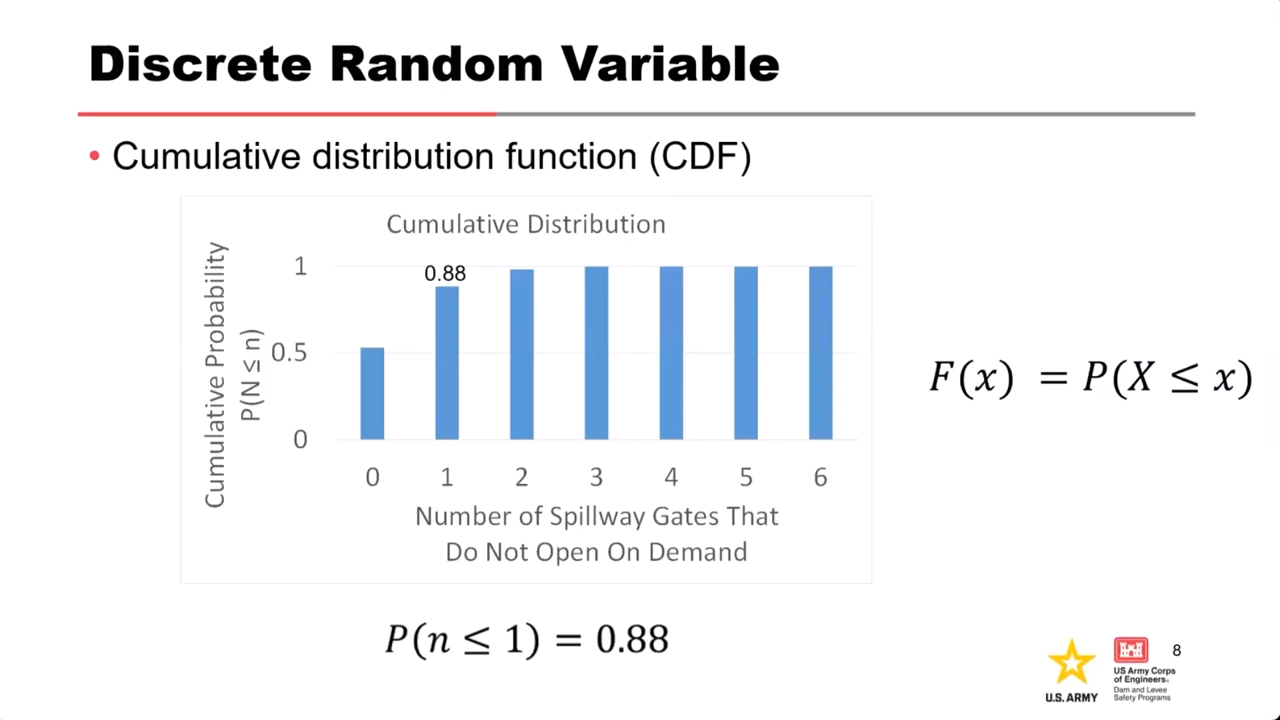 Discrete Random Variable
• Cumulative distribution function (CDF)
Cumulative Distribution
Cumulative Probability
P(N ≤ n)
1
0.5
0
0.88
0 1 2 3 4 5 6
Number of Spillway Gates That
Do Not Open On Demand
F(x) = P(X ≤ x)
P(n ≤ 1) = 0.88
U.S. ARMY
US Army Corps
of Engineers®
Dam and Levee
Safety Programs
8